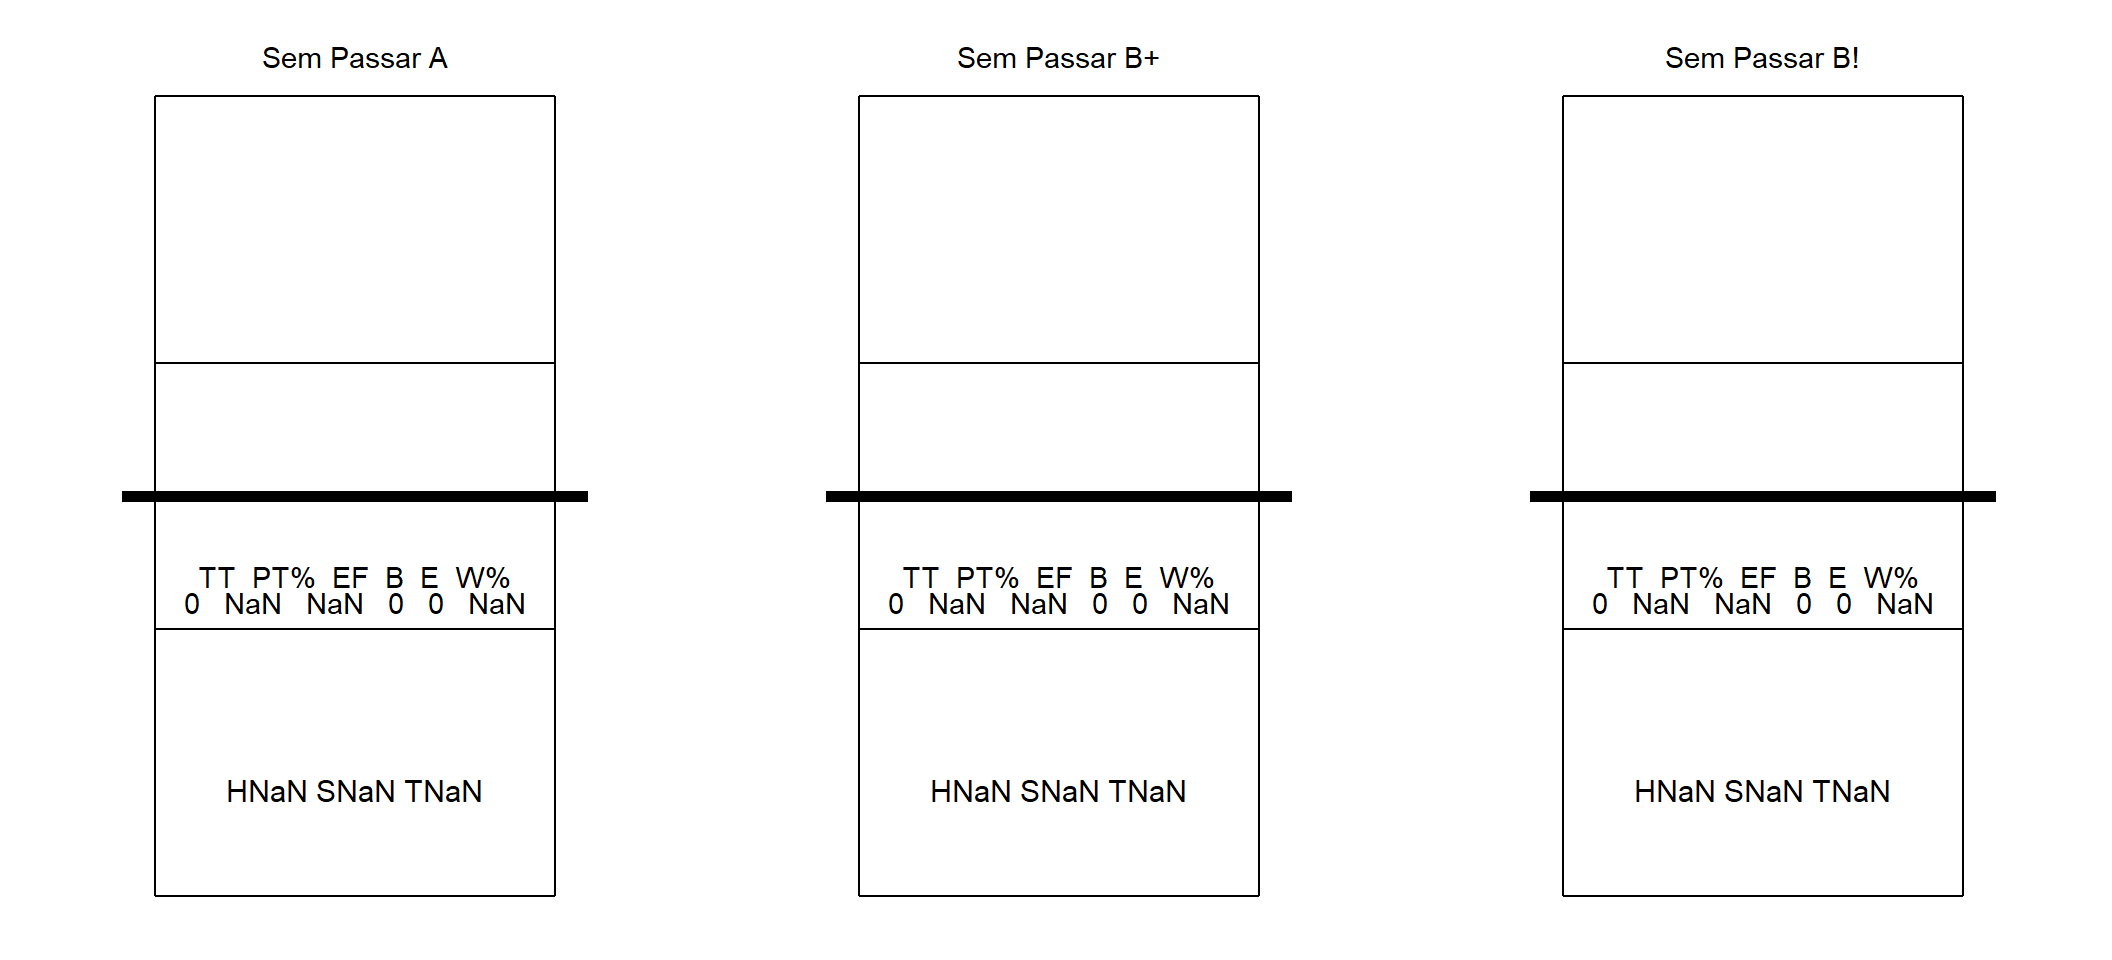 Sem Passar A
TT PT% EF B E W%
0 NaN NaN 0 0 NaN
HNaN SNaN TNaN
Sem Passar B+
TT PT% EF B E W%
0 NaN NaN 0 0 NaN
HNaN SNaN TNaN
Sem Passar B!
TT PT% EF B E W%
0 NaN NaN 0 0 NaN
HNaN SNaN TNaN